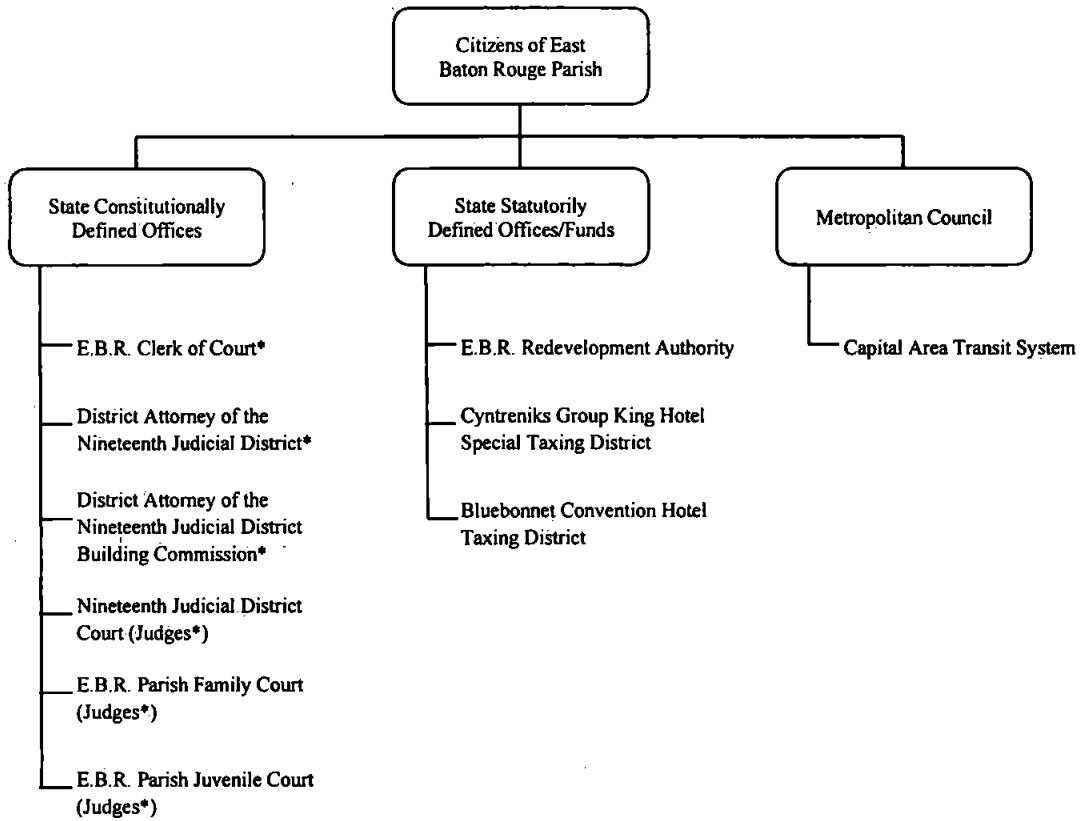 Citizens of East
Baton Rouge Parish
State Constitutionally
Defined Offices
State Statutorily
Defined Offices/Funds
Metropolitan Council
E.B.R. Clerk of Court*
District Attorney of the
Nineteenth Judicial District*
District Attorney of the
Nineteenth Judicial District
Building Commission*
Nineteenth Judicial District
Court (Judges*)
E.B.R. Parish Family Court
(Judges*)
E.B.R. Parish Juvenile Court
(Judges*)
E.B.R. Redevelopment Authority
Cyntreniks Group King Hotel
Special Taxing District
Bluebonnet Convention Hotel
Taxing District
Capital Area Transit System